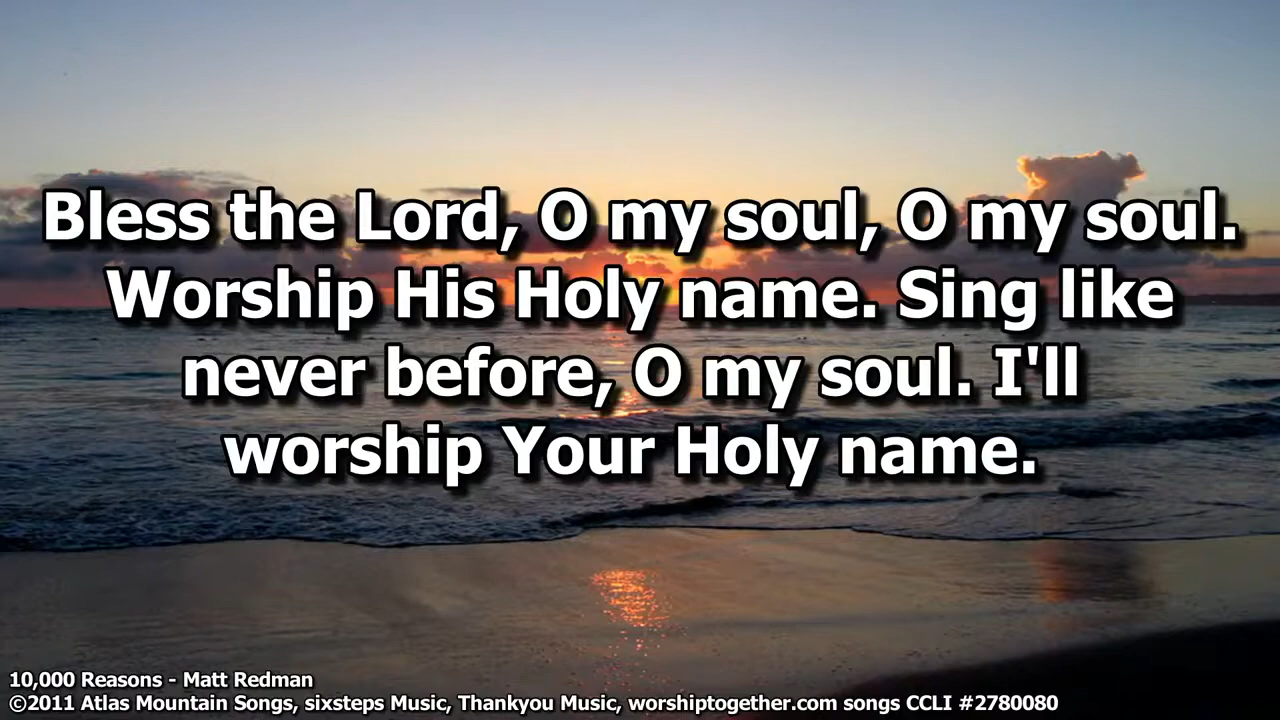 Bless the Lord, O my soul, O my soul.
Worship His Holy name. Sing like
never before, O my soul. I'll
worship Your Holy name.
10,000 Reasons - Matt Redman
©2011 Atlas Mountain Songs, sixsteps Music, Thankyou Music, worshiptogether.com songs CCLI #2780080